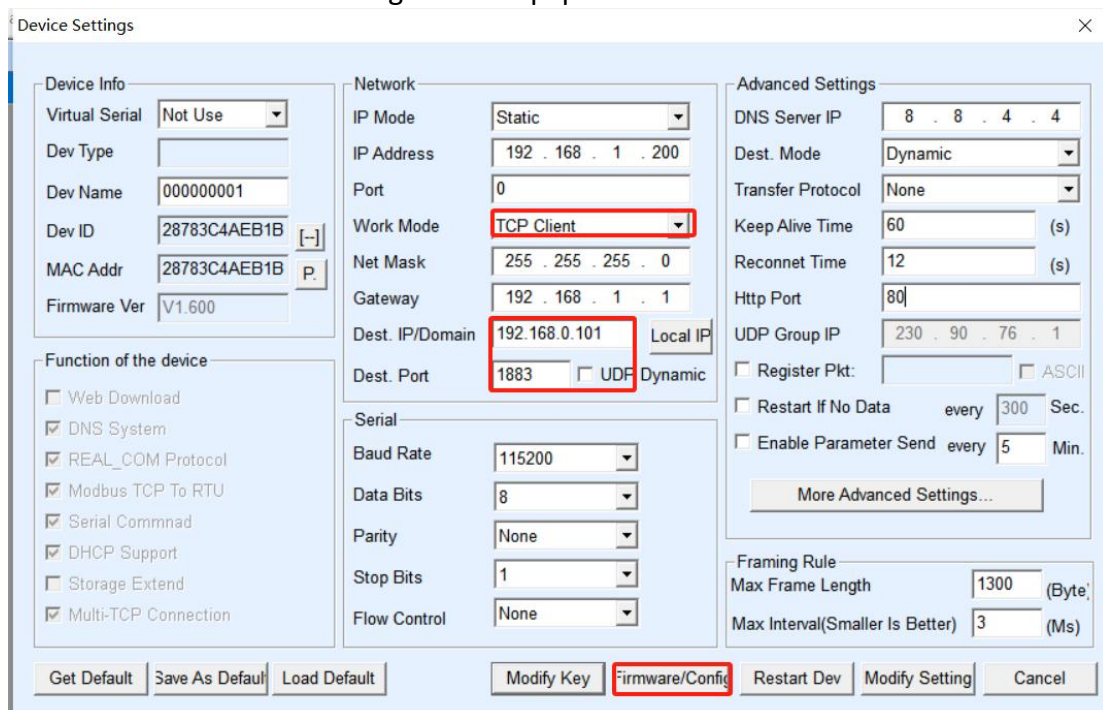 Device Settings
Device Info
Virtual Serial Not Use
Dev Type
Dev Name 000000001
Dev ID 28783C4AEB1B [--]
MAC Addr 28783C4AEB1B P.
Firmware Ver V1.600
Function of the device
Web Download
DNS System
REAL_COM Protocol
Modbus TCP To RTU
Serial Commnad
DHCP Support
Storage Extend
Multi-TCP Connection
Network
IP Mode Static
IP Address 192 . 168 . 1 . 200
Port 0
Work Mode TCP Client
Net Mask 255 . 255 . 255 . 0
Gateway 192 . 168 . 1 . 1
Dest. IP/Domain 192.168.0.101 Local IP
Dest. Port 1883 UDP Dynamic
Serial
Baud Rate 115200
Data Bits 8
Parity None
Stop Bits 1
Flow Control None
Advanced Settings
DNS Server IP 8 . 8 . 4 . 4
Dest. Mode Dynamic
Transfer Protocol None
Keep Alive Time 60 (s)
Reconnet Time 12 (s)
Http Port 80
UDP Group IP 230 . 90 . 76 . 1
Register Pkt: ASCII
Restart If No Data every 300 Sec.
Enable Parameter Send every 5 Min.
More Advanced Settings...
Framing Rule
Max Frame Length 1300 (Byte)
Max Interval(Smaller Is Better) 3 (Ms)
Get Default Save As Defaul Load Default Modify Key Firmware/Config Restart Dev Modify Setting Cancel